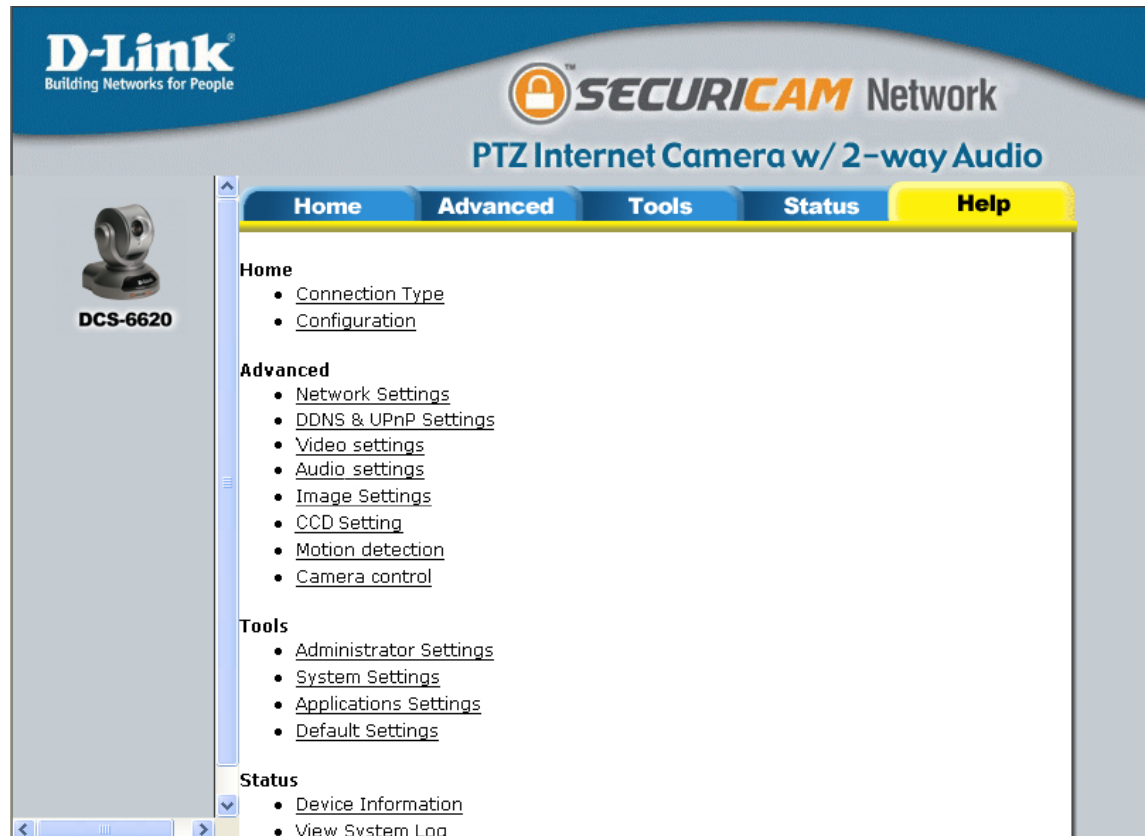 D-Link®
Building Networks for People
SECURICAM™ Network
PTZ Internet Camera w/ 2-way Audio
DCS-6620
Home Advanced Tools Status Help
Home
• Connection Type
• Configuration
Advanced
• Network Settings
• DDNS & UPnP Settings
• Video settings
• Audio settings
• Image Settings
• CCD Setting
• Motion detection
• Camera control
Tools
• Administrator Settings
• System Settings
• Applications Settings
• Default Settings
Status
• Device Information
• View System Log